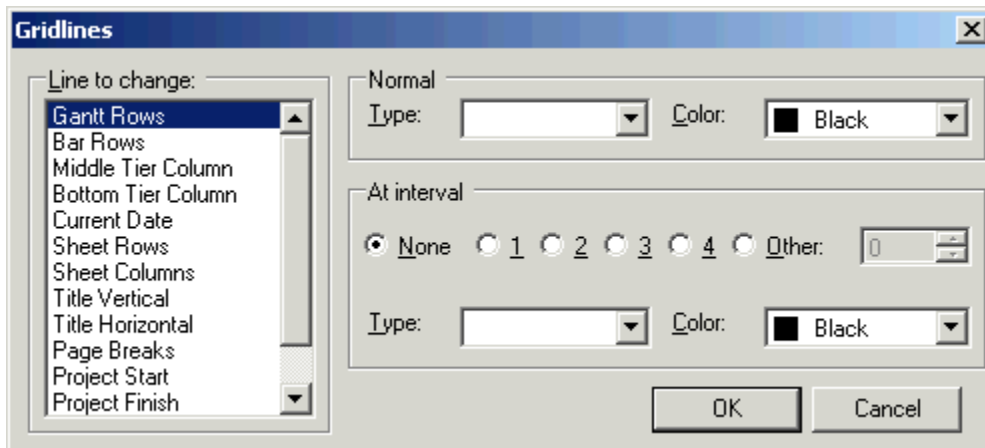 Gridlines
Line to change:
Gantt Rows
Bar Rows
Middle Tier Column
Bottom Tier Column
Current Date
Sheet Rows
Sheet Columns
Title Vertical
Title Horizontal
Page Breaks
Project Start
Project Finish
Normal
Type: Color: Black
At interval
None 1 2 3 4 Other: 0
Type: Color: Black
OK Cancel